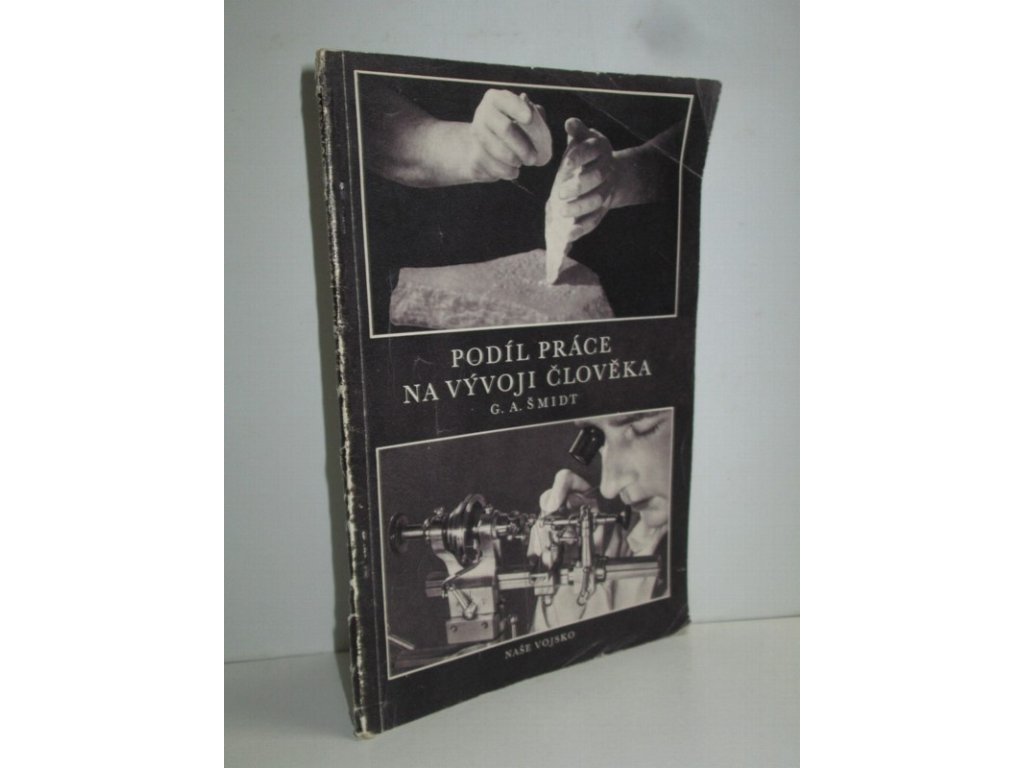 PODÍL PRÁCE
NA VÝVOJI ČLOVĚKA
G. A. ŠMIDT
NAŠE VOJSKO